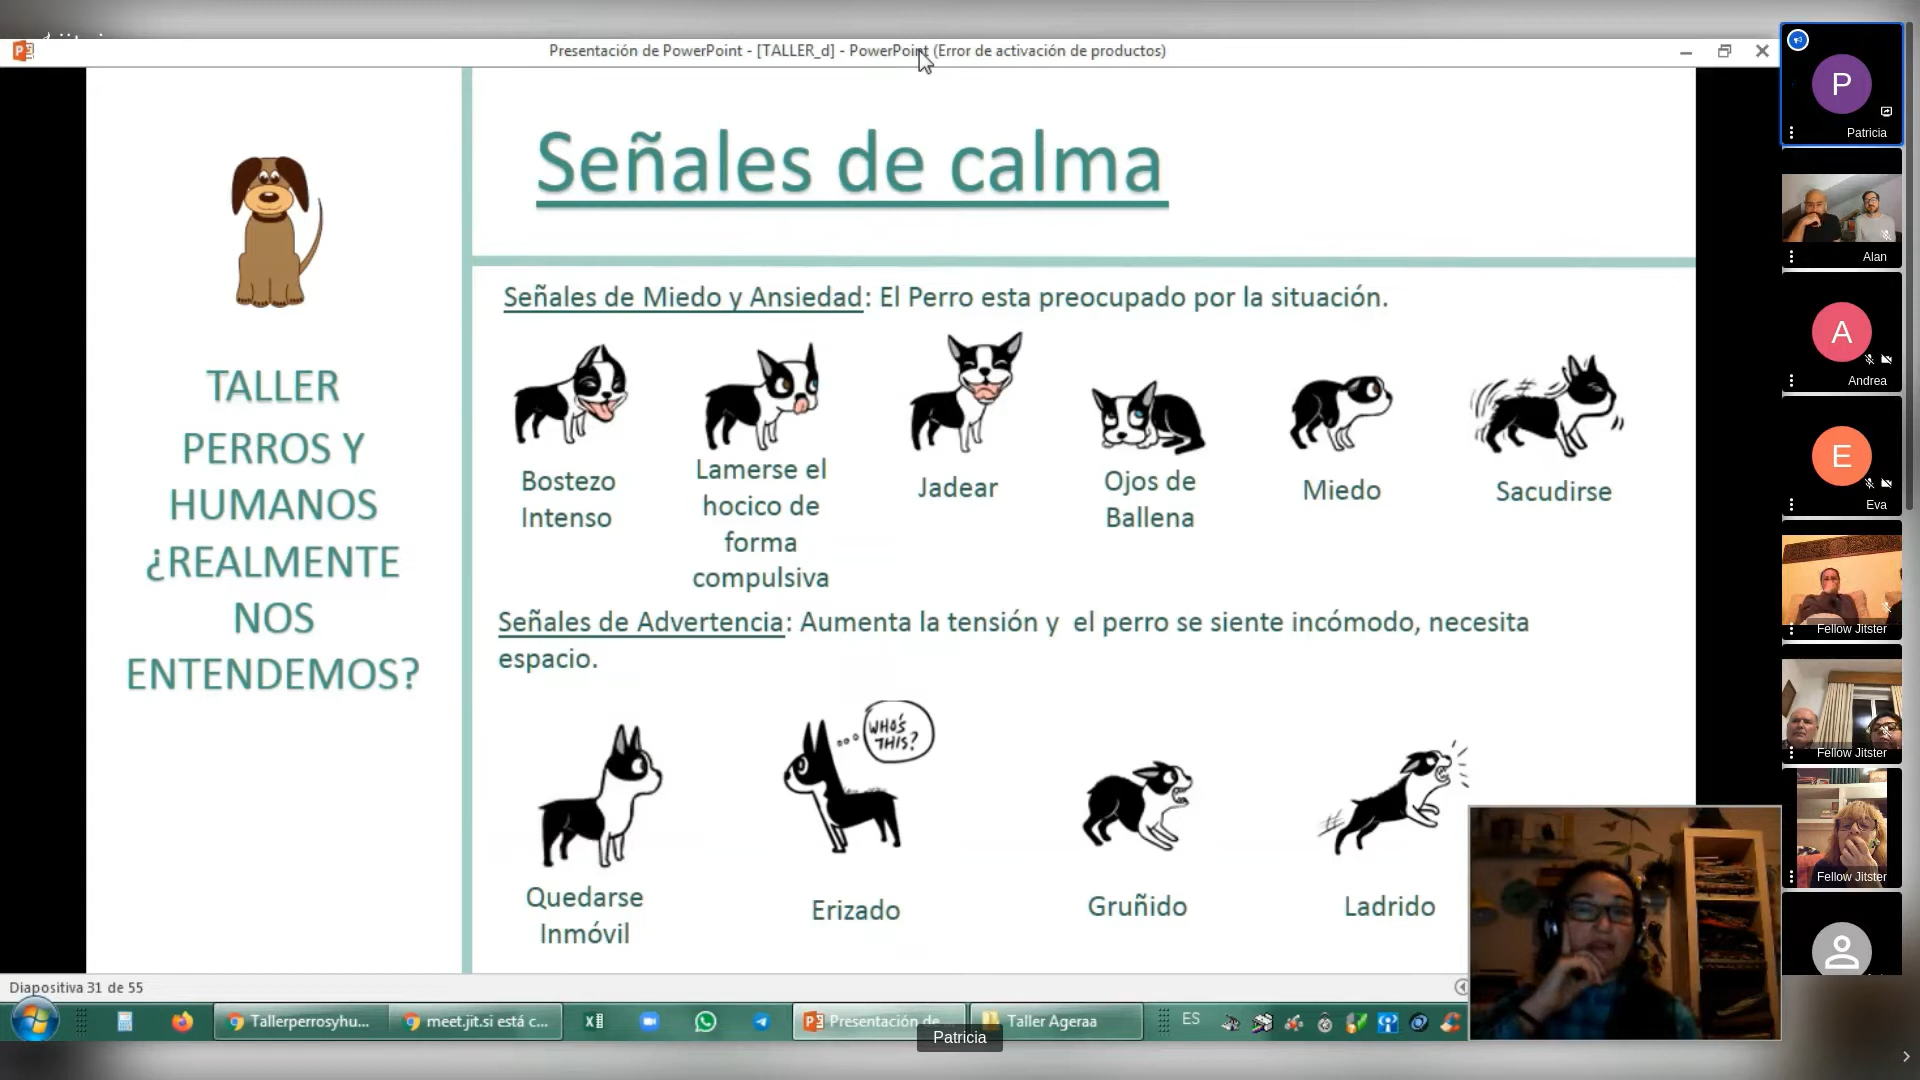 Presentación de PowerPoint - [TALLER_d] - PowerPoint (Error de activación de productos)
Señales de calma
TALLER
PERROS Y
HUMANOS
¿REALMENTE
NOS
ENTENDEMOS?
Señales de Miedo y Ansiedad: El Perro esta preocupado por la situación.
Bostezo
Intenso
Lamerse el
hocico de
forma
compulsiva
Jadear
Ojos de
Ballena
Miedo
Sacudirse
Señales de Advertencia: Aumenta la tensión y el perro se siente incómodo, necesita
espacio.
WHO'S
THIS?
Quedarse
Inmóvil
Erizado
Gruñido
Ladrido
Diapositiva 31 de 55
Tallerperrosyhu...
meet.jit.si está c...
Presentación de
Taller Ageraa
ES
Patricia
P
Patricia
Alan
A
Andrea
E
Eva
Fellow Jitster
Fellow Jitster
Fellow Jitster